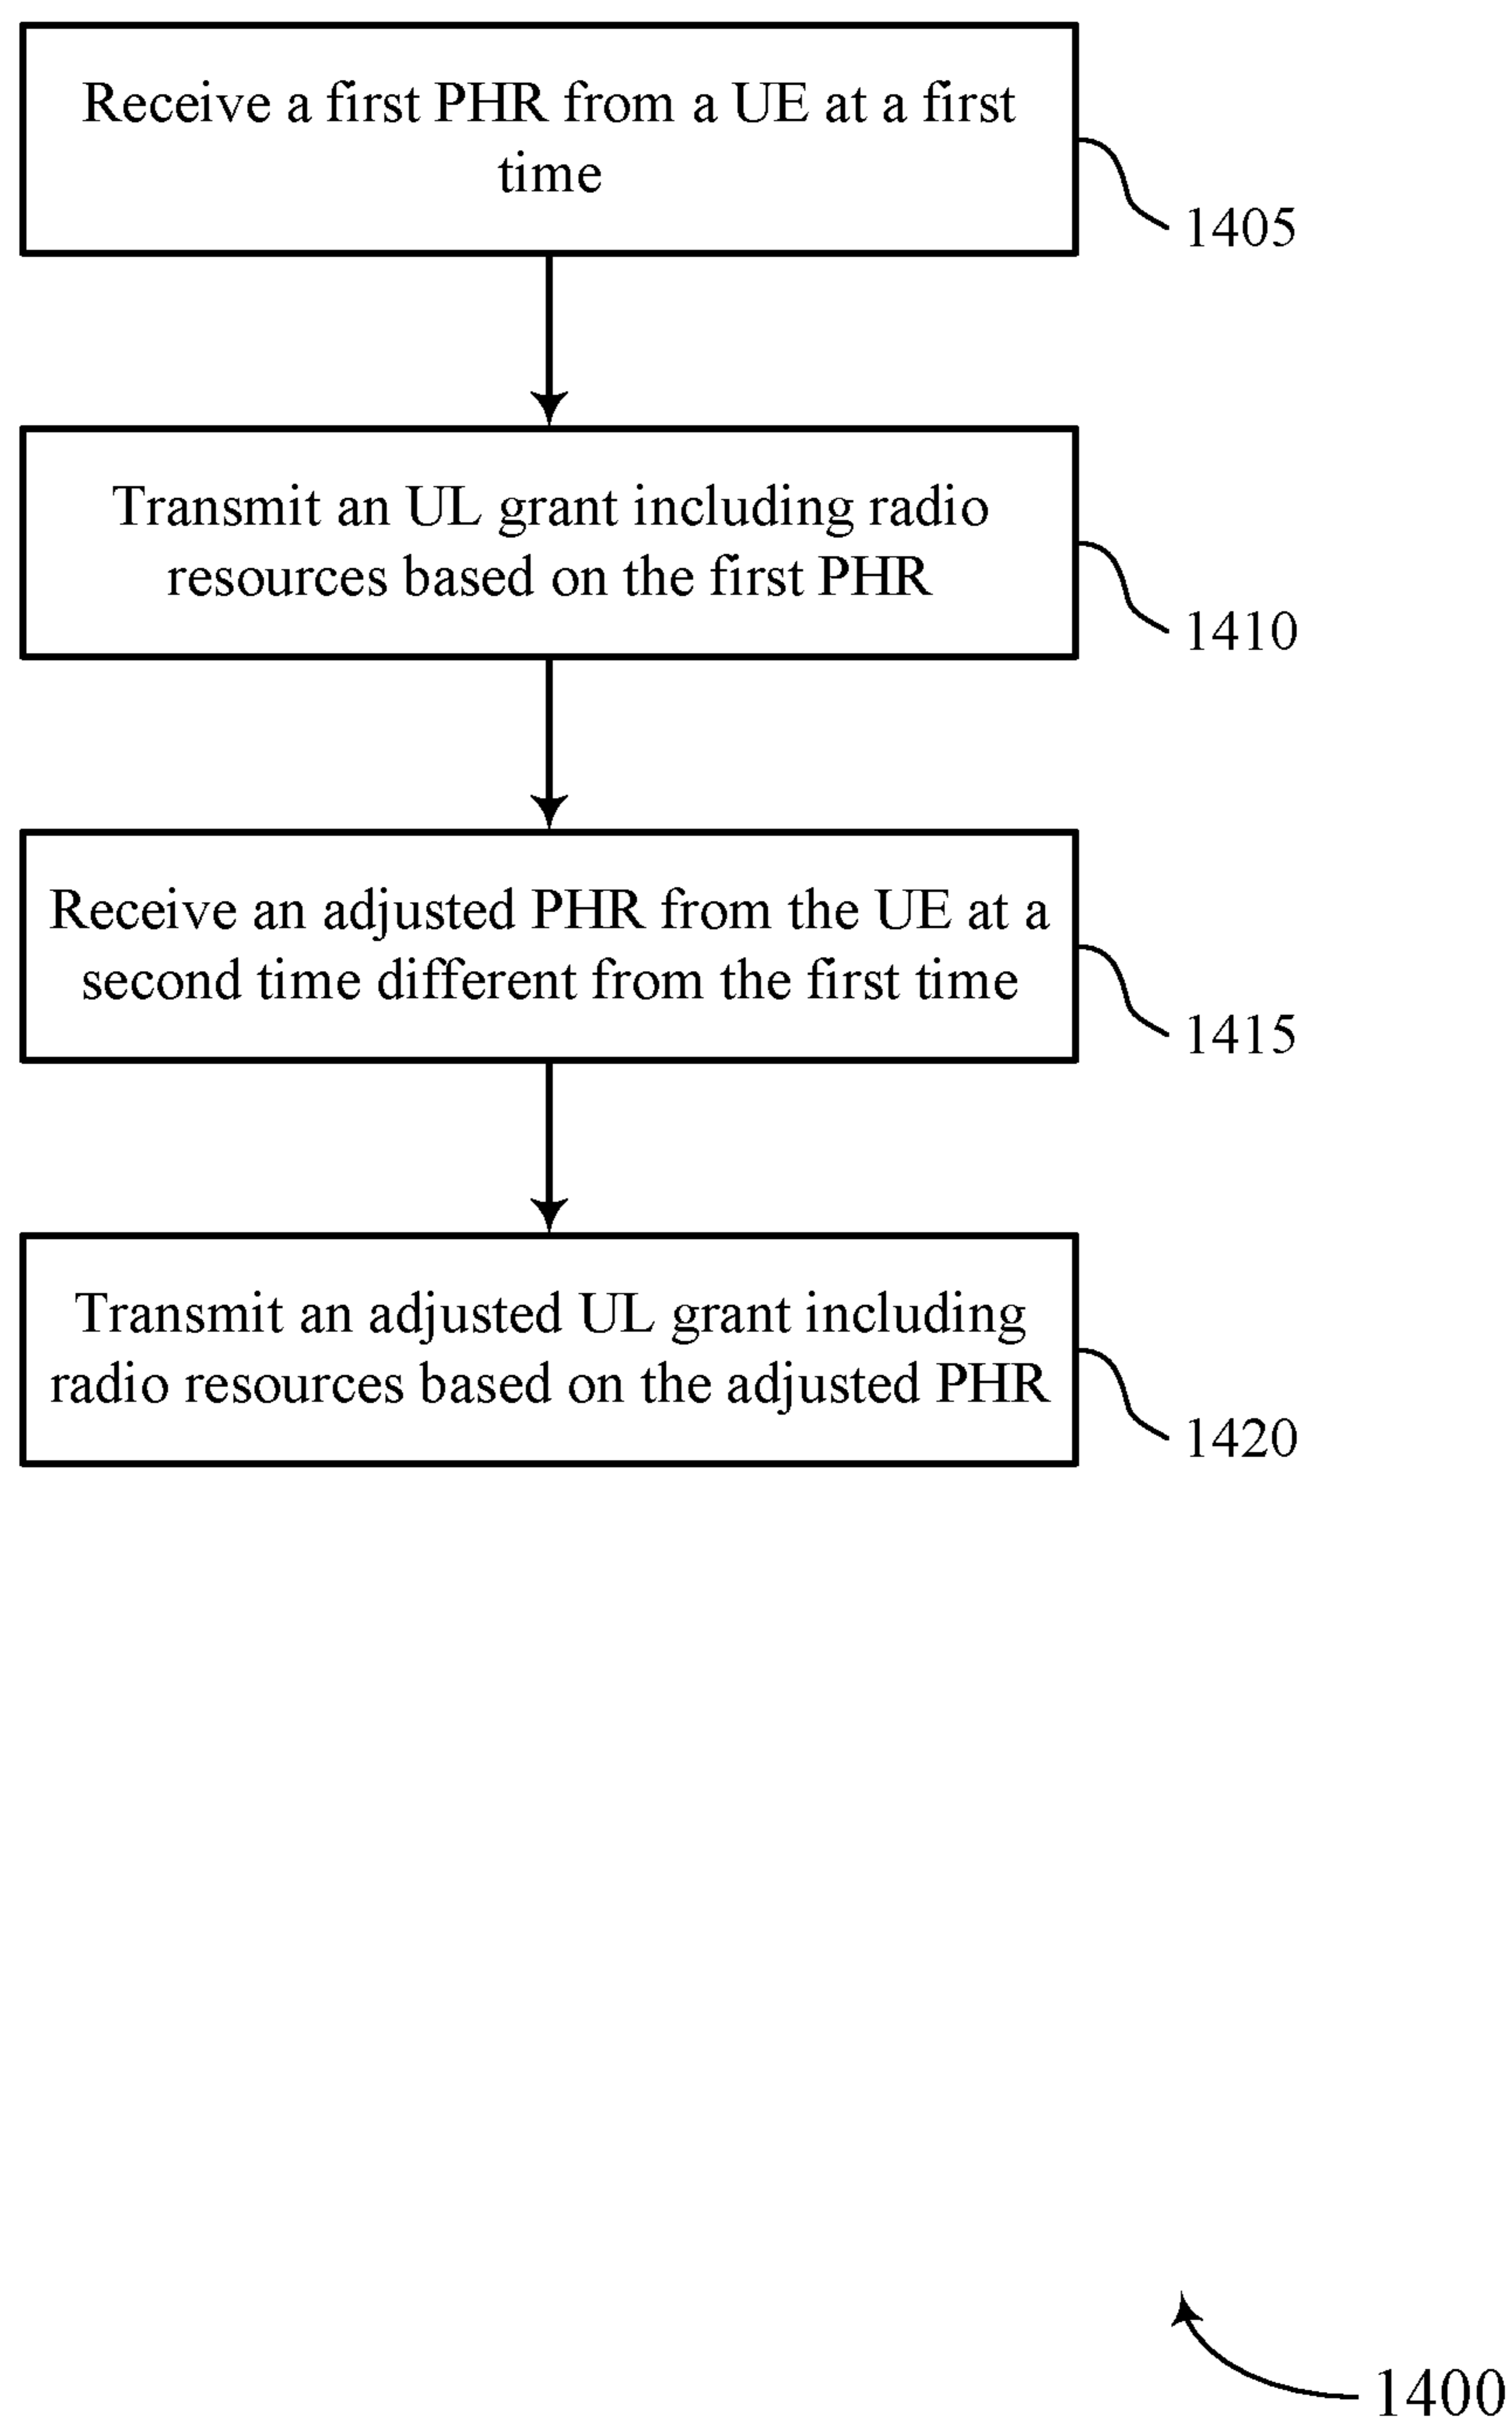 Receive a first PHR from a UE at a first
time
1405
Transmit an UL grant including radio
resources based on the first PHR
1410
Receive an adjusted PHR from the UE at a
second time different from the first time
1415
Transmit an adjusted UL grant including
radio resources based on the adjusted PHR
1420
1400